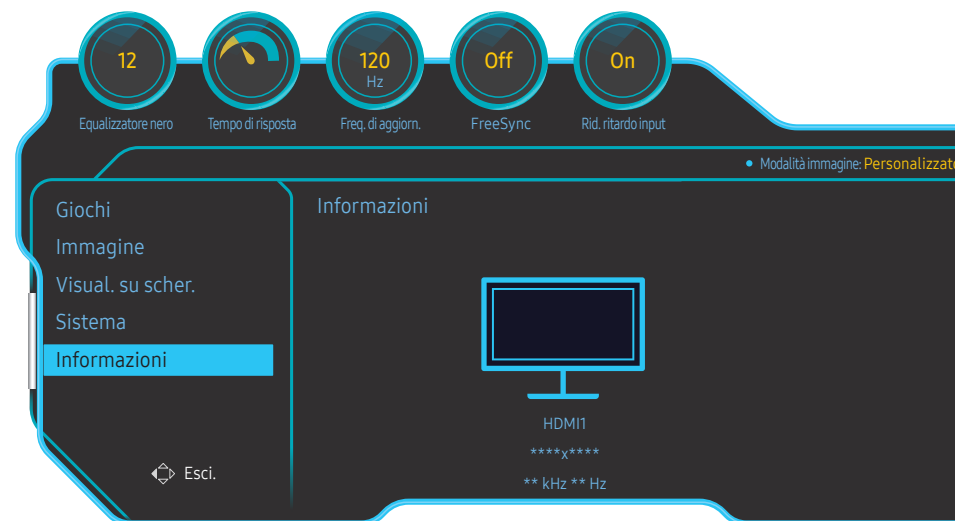 12
120
Hz
Off
On
Equalizzatore nero
Tempo di risposta
Freq. di aggiorn.
FreeSync
Rid. ritardo input
Modalità immagine: Personalizzato
Giochi
Immagine
Visual. su scher.
Sistema
Informazioni
Esci.
Informazioni
HDMI1
****x****
** kHz ** Hz